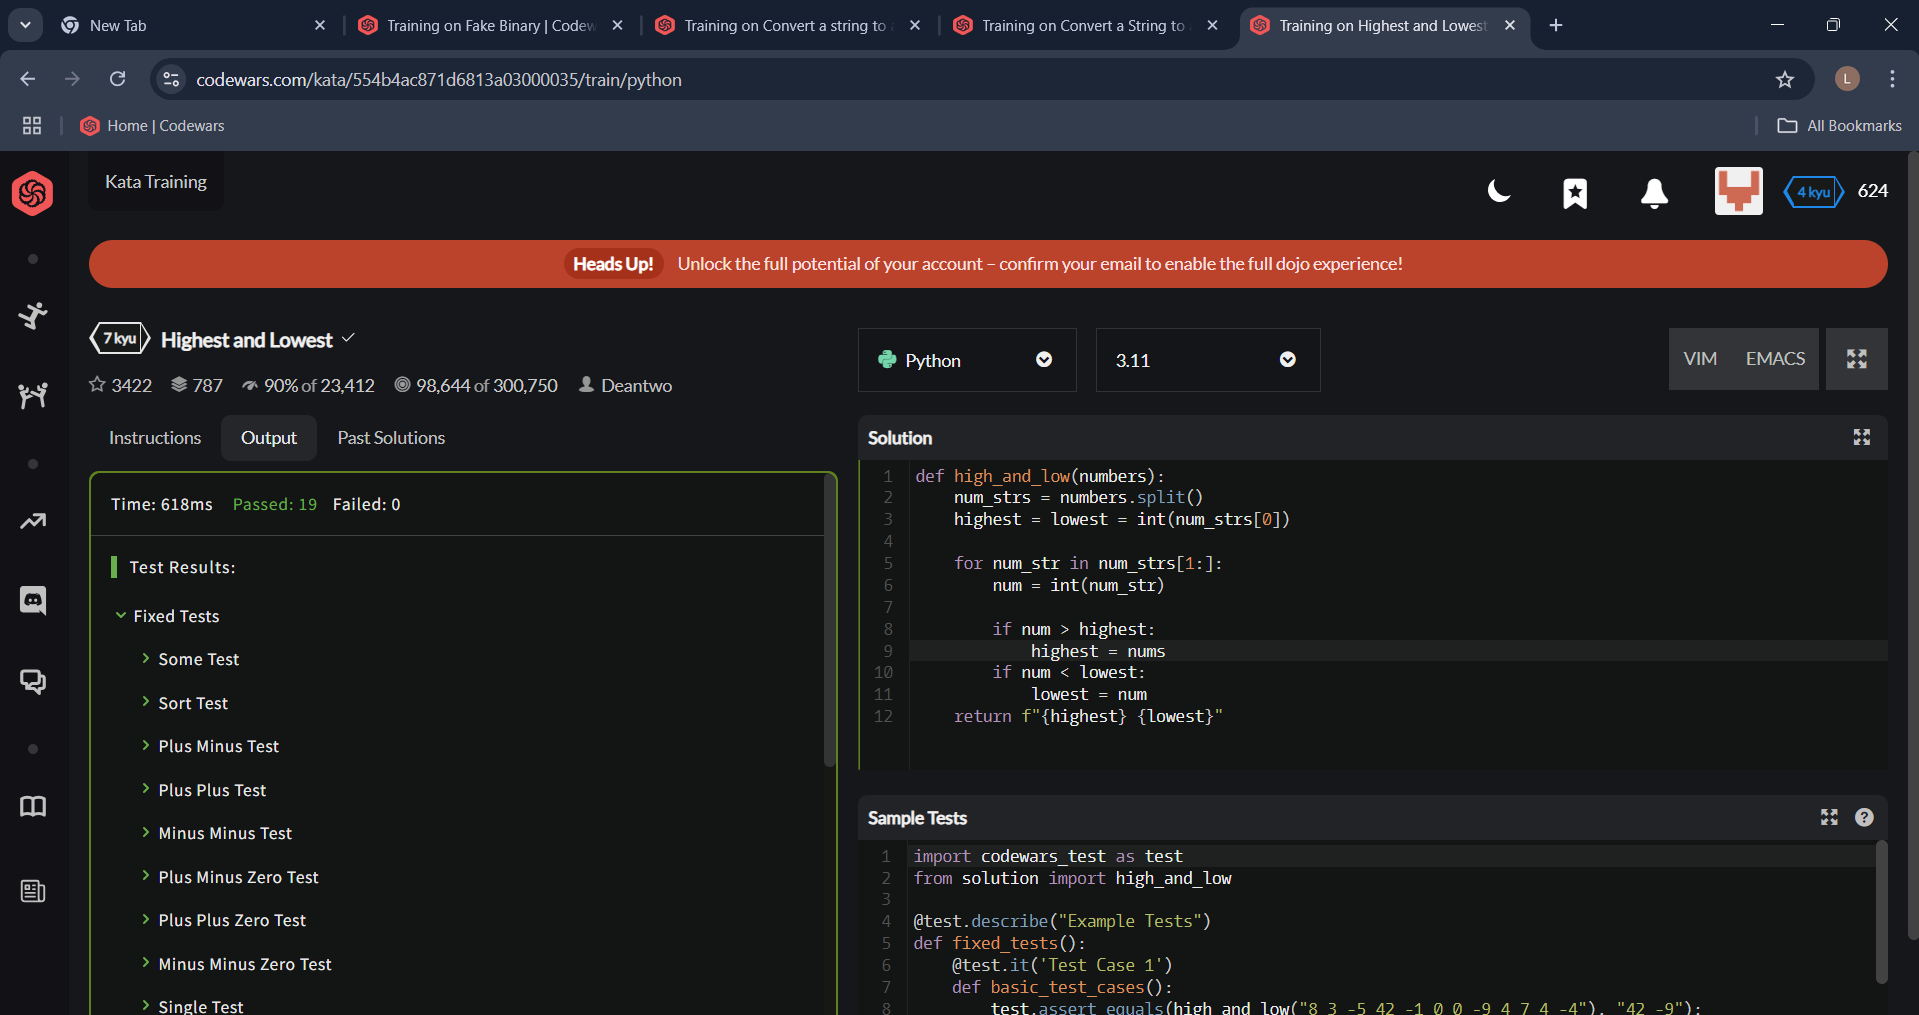 New Tab
Training on Fake Binary | Codew
Training on Convert a string to a
Training on Convert a String to
Training on Highest and Lowest
codewars.com/kata/554b4ac871d6813a03000035/train/python
L
Home | Codewars
All Bookmarks
Kata Training
4 kyu
624
Heads Up! Unlock the full potential of your account – confirm your email to enable the full dojo experience!
7 kyu Highest and Lowest
3422 787 90% of 23,412 98,644 of 300,750 Deantwo
Python
3.11
VIM EMACS
Instructions Output Past Solutions
Time: 618ms Passed: 19 Failed: 0
Test Results:
Fixed Tests
Some Test
Sort Test
Plus Minus Test
Plus Plus Test
Minus Minus Test
Plus Minus Zero Test
Plus Plus Zero Test
Minus Minus Zero Test
Single Test
Solution
1 def high_and_low(numbers):
2     num_strs = numbers.split()
3     highest = lowest = int(num_strs[0])
4
5     for num_str in num_strs[1:]:
6         num = int(num_str)
7
8         if num > highest:
9             highest = nums
10         if num < lowest:
11             lowest = num
12     return f"{highest} {lowest}"
Sample Tests
?
1 import codewars_test as test
2 from solution import high_and_low
3
4 @test.describe("Example Tests")
5 def fixed_tests():
6     @test.it('Test Case 1')
7     def basic_test_cases():
8         test.assert_equals(high_and_low("8 3 -5 42 -1 0 0 -9 4 7 4 -4"), "42 -9");